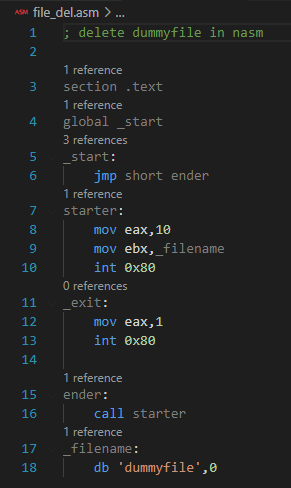 ASM file_del.asm > ...
1 ; delete dummyfile in nasm
2
1 reference
3 section .text
1 reference
4 global _start
3 references
5 _start:
6 jmp short ender
1 reference
7 starter:
8 mov eax,10
9 mov ebx,_filename
10 int 0x80
0 references
11 _exit:
12 mov eax,1
13 int 0x80
14
1 reference
15 ender:
16 call starter
1 reference
17 _filename:
18 db 'dummyfile',0